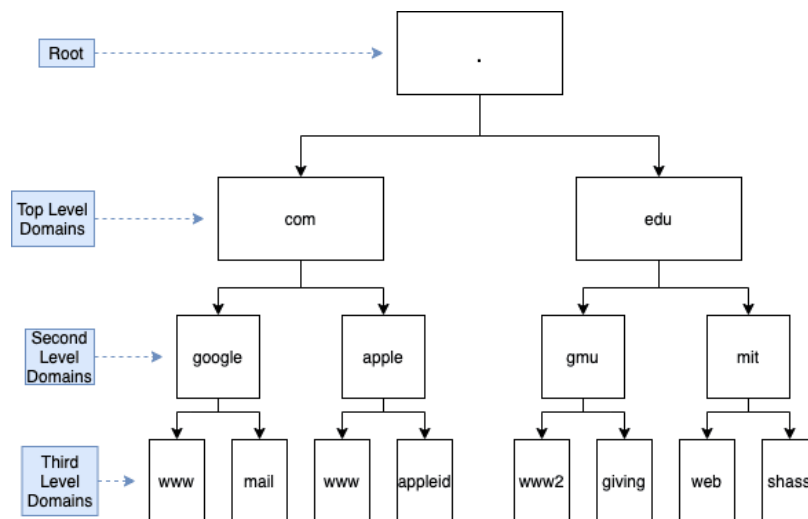 Root
.
Top Level
Domains
com
edu
Second
Level
Domains
google
apple
gmu
mit
Third
Level
Domains
www
mail
www
appleid
www2
giving
web
shass